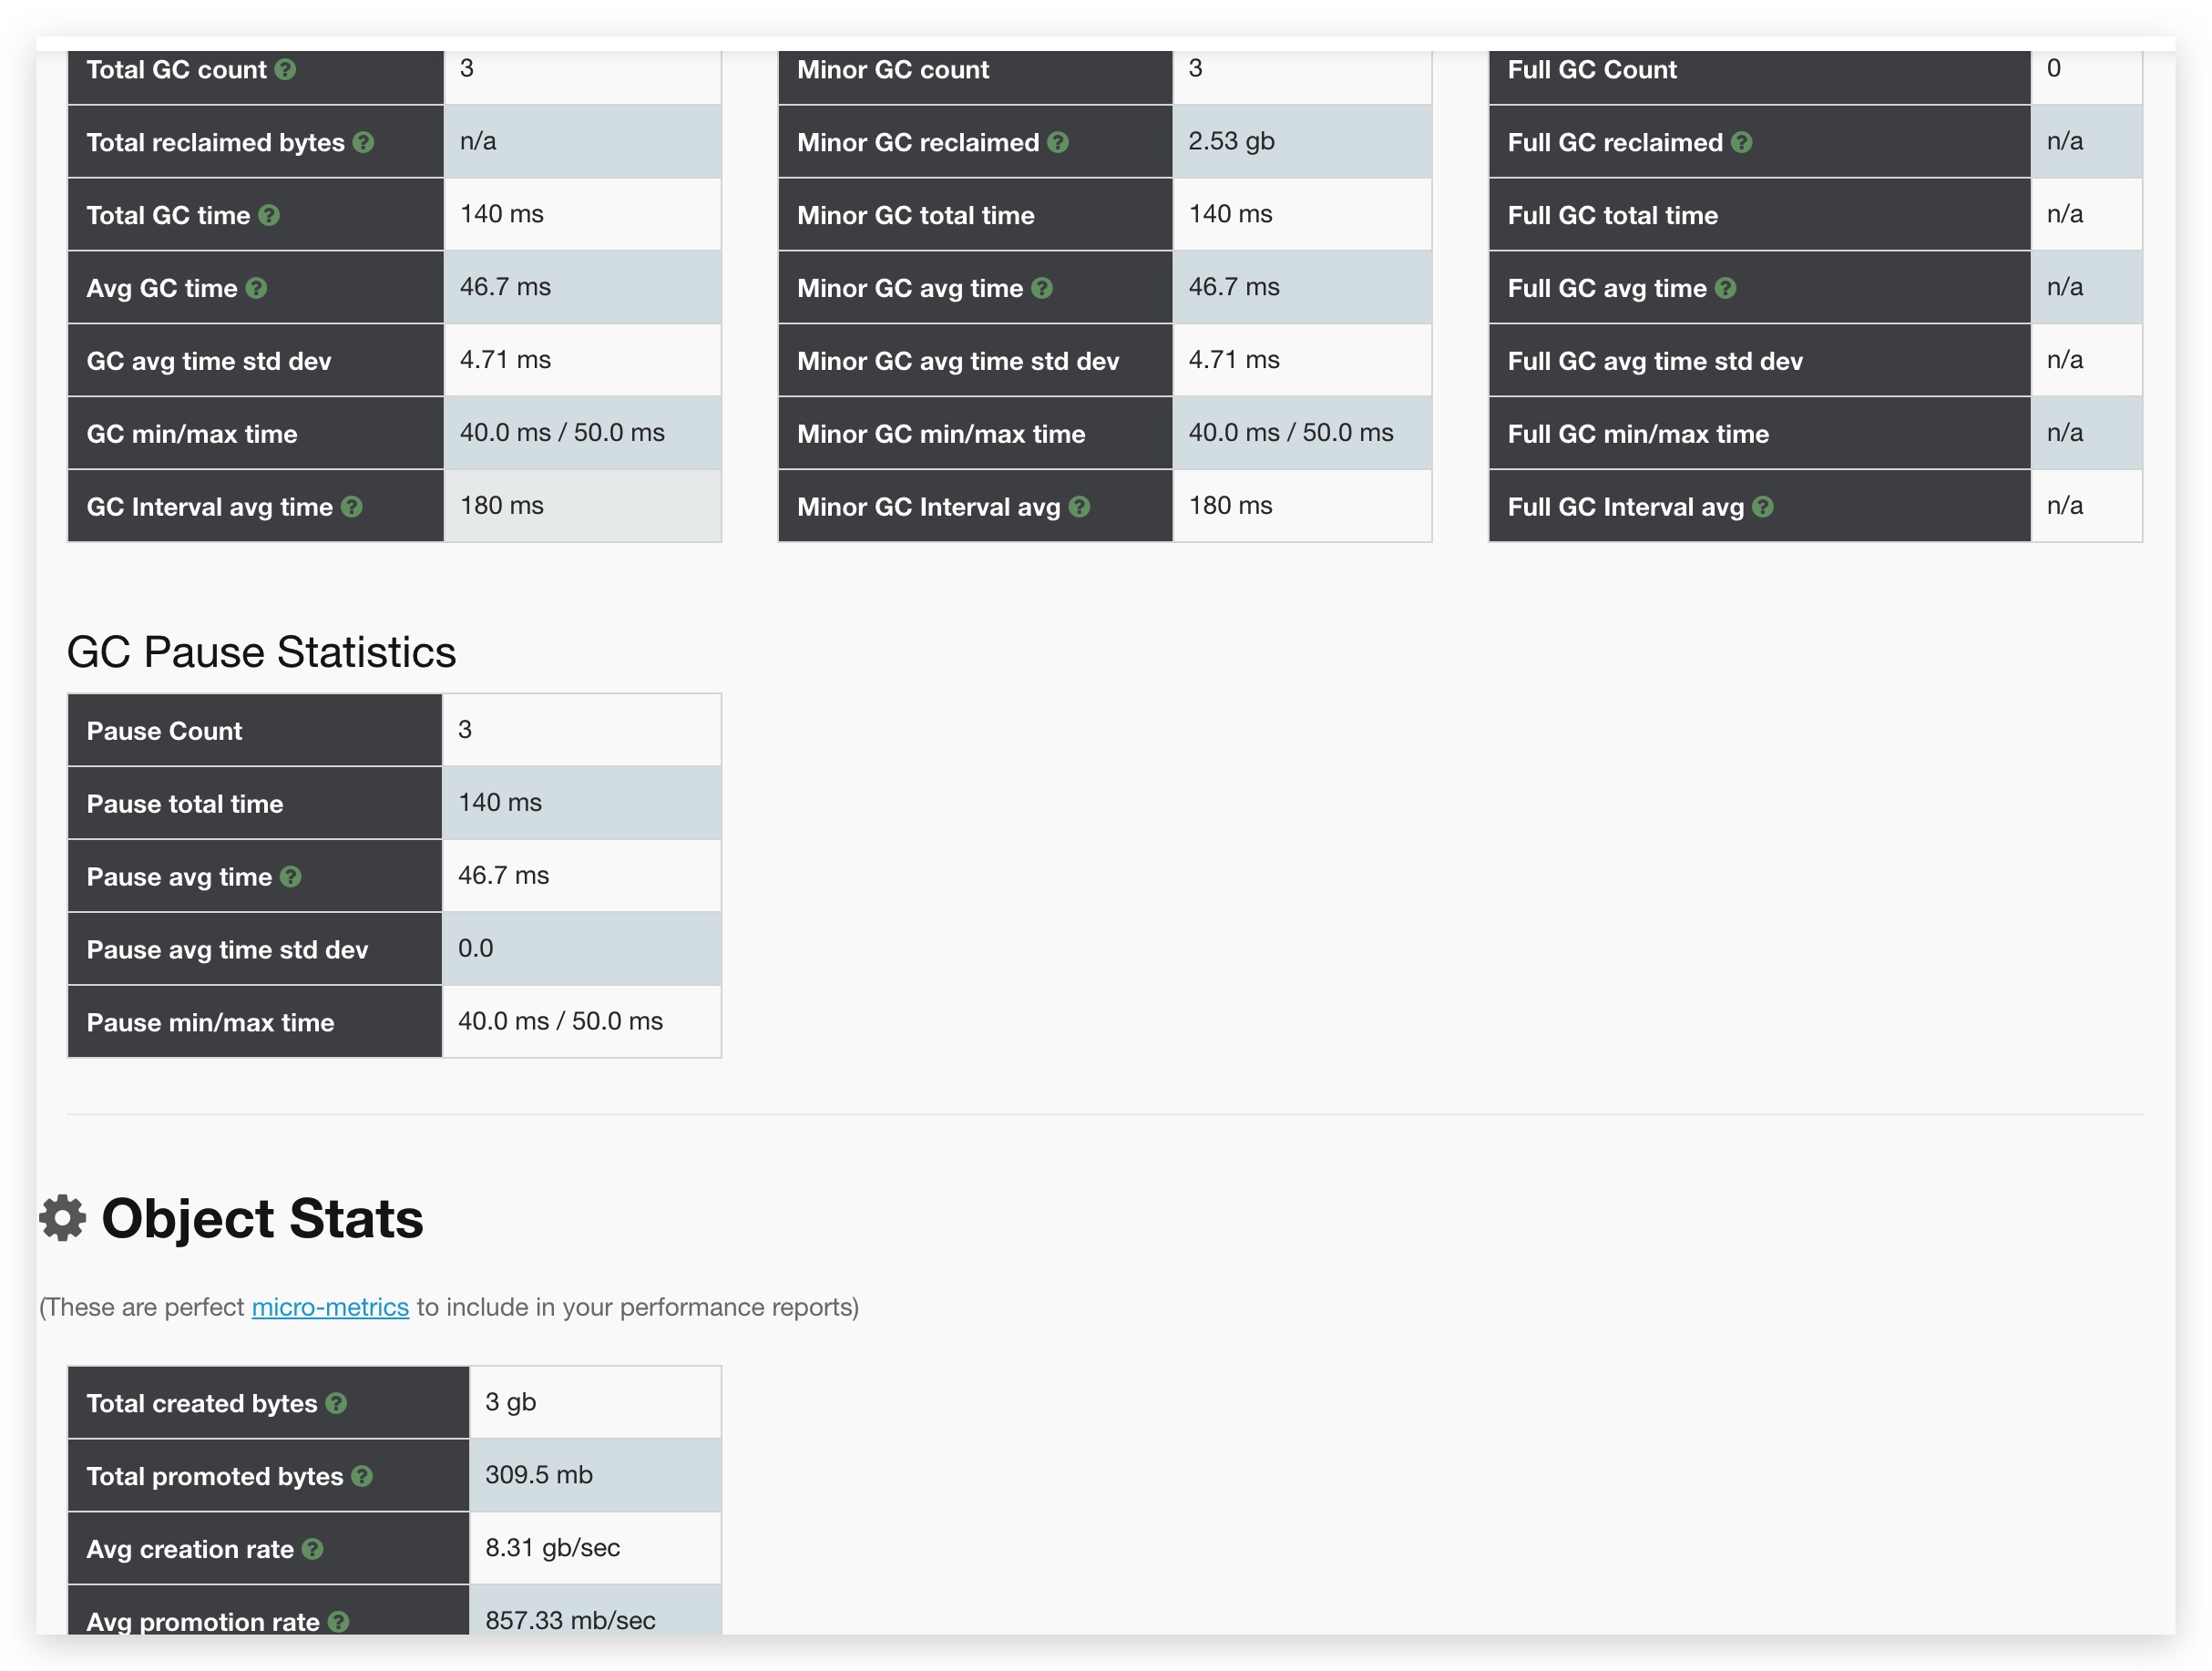 Total GC count 3 Minor GC count 3 Full GC Count 0
Total reclaimed bytes n/a Minor GC reclaimed 2.53 gb Full GC reclaimed n/a
Total GC time 140 ms Minor GC total time 140 ms Full GC total time n/a
Avg GC time 46.7 ms Minor GC avg time 46.7 ms Full GC avg time n/a
GC avg time std dev 4.71 ms Minor GC avg time std dev 4.71 ms Full GC avg time std dev n/a
GC min/max time 40.0 ms / 50.0 ms Minor GC min/max time 40.0 ms / 50.0 ms Full GC min/max time n/a
GC Interval avg time 180 ms Minor GC Interval avg 180 ms Full GC Interval avg n/a
GC Pause Statistics
Pause Count 3
Pause total time 140 ms
Pause avg time 46.7 ms
Pause avg time std dev 0.0
Pause min/max time 40.0 ms / 50.0 ms
Object Stats
(These are perfect micro-metrics to include in your performance reports)
Total created bytes 3 gb
Total promoted bytes 309.5 mb
Avg creation rate 8.31 gb/sec
Avg promotion rate 857.33 mb/sec